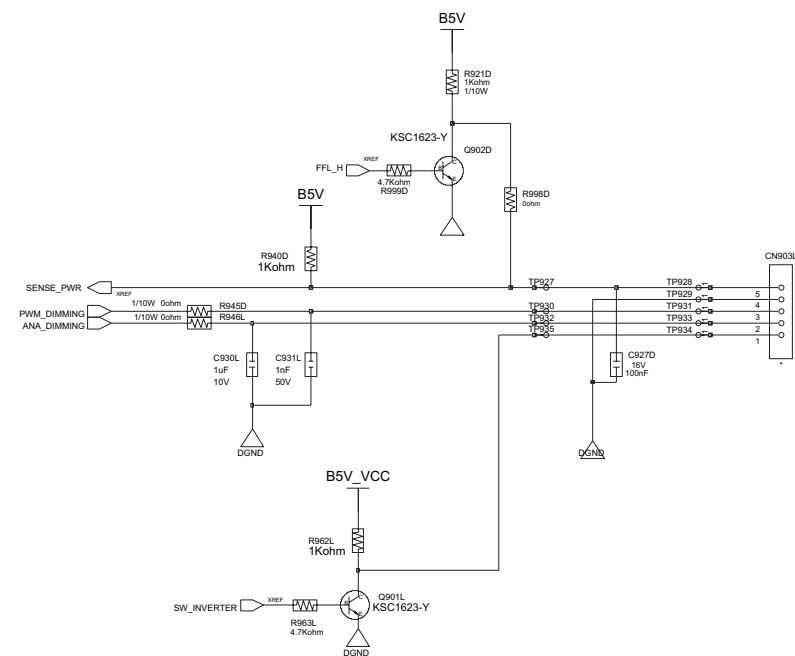 B5V
R921D
1Kohm
1/10W
KSC1623-Y
Q902D
FFL_H
XREF
C
B
E
4.7Kohm
R999D
B5V
R998D
0ohm
R940D
1Kohm
CN903L
SENSE_PWR
XREF
TP927
TP928
1/10W 0ohm
R945D
TP929
5
PWM_DIMMING
TP930
TP931
4
1/10W 0ohm
R946L
ANA_DIMMING
TP932
TP933
3
TP935
TP934
2
1
C930L
1uF
10V
C931L
1nF
50V
C927D
16V
100nF
*
DGND
DGND
B5V_VCC
R962L
1Kohm
Q901L
KSC1623-Y
SW_INVERTER
XREF
C
B
E
R963L
4.7Kohm
DGND